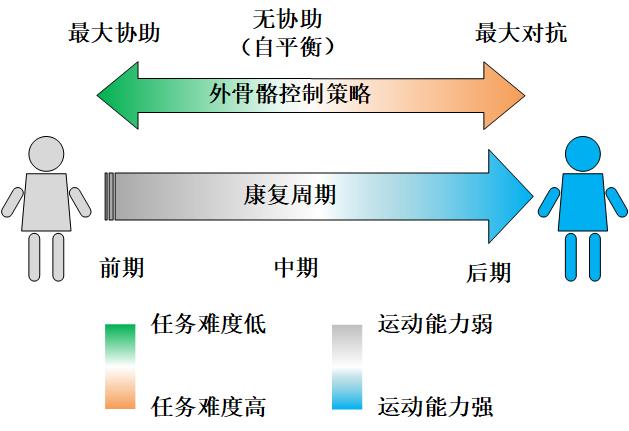 最大协助
无协助
（自平衡）
最大对抗
外骨骼控制策略
康复周期
前期
中期
后期
任务难度低
运动能力弱
任务难度高
运动能力强